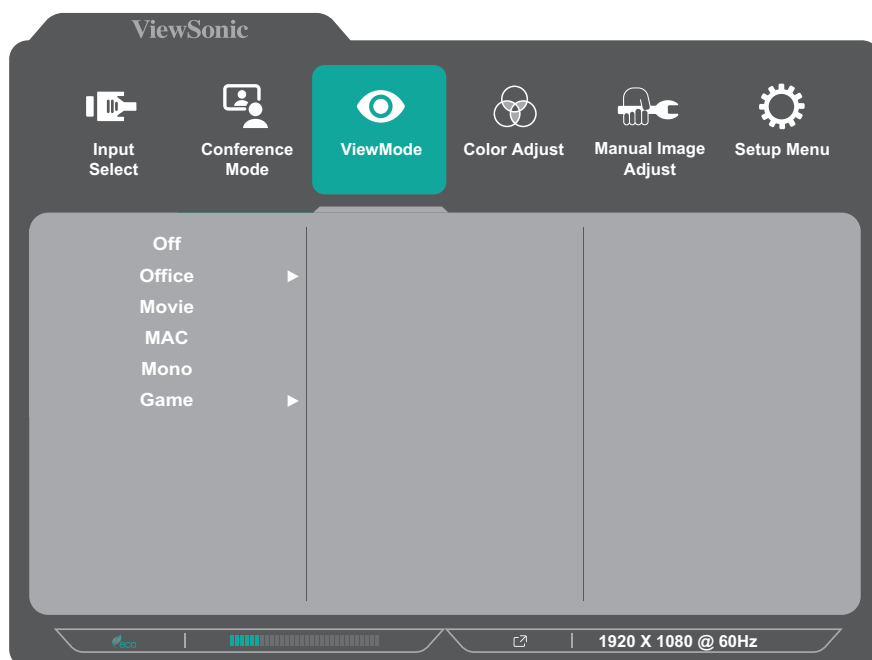 ViewSonic
Input
Select
Conference
Mode
ViewMode
Color Adjust
Manual Image
Adjust
Setup Menu
Off
Office
Movie
MAC
Mono
Game
eco
1920 X 1080 @ 60Hz